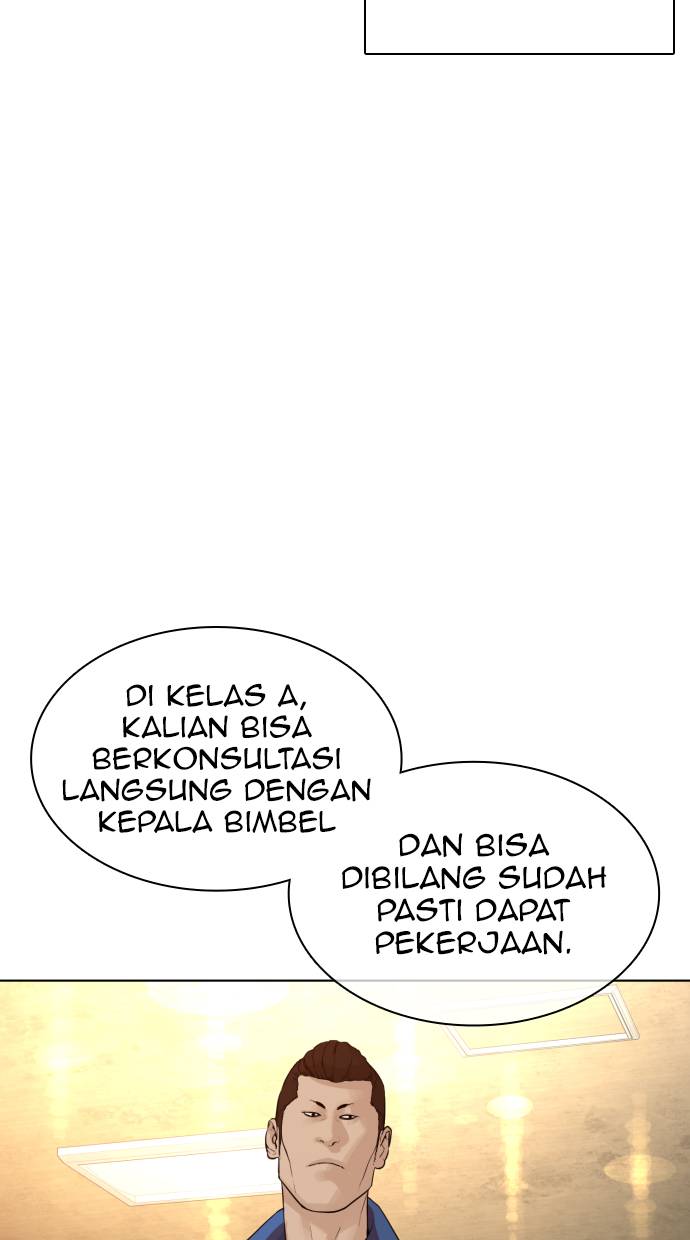 DI KELAS A,
KALIAN BISA
BERKONSULTASI
LANGSUNG DENGAN
KEPALA BIMBEL
DAN BISA
DIBILANG SUDAH
PASTI DAPAT
PEKERJAAN.